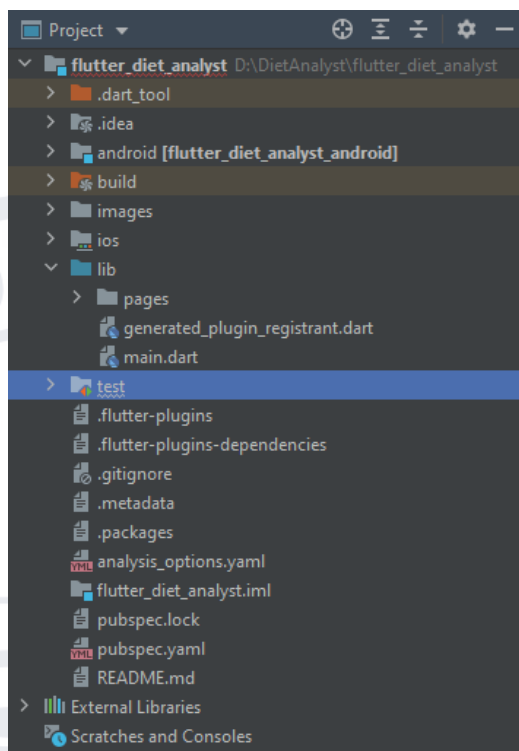 Project
flutter_diet_analyst D:\DietAnalyst\flutter_diet_analyst
.dart_tool
.idea
android [flutter_diet_analyst_android]
build
images
ios
lib
pages
generated_plugin_registrant.dart
main.dart
test
.flutter-plugins
.flutter-plugins-dependencies
.gitignore
.metadata
.packages
YML analysis_options.yaml
flutter_diet_analyst.iml
pubspec.lock
YML pubspec.yaml
README.md
External Libraries
Scratches and Consoles